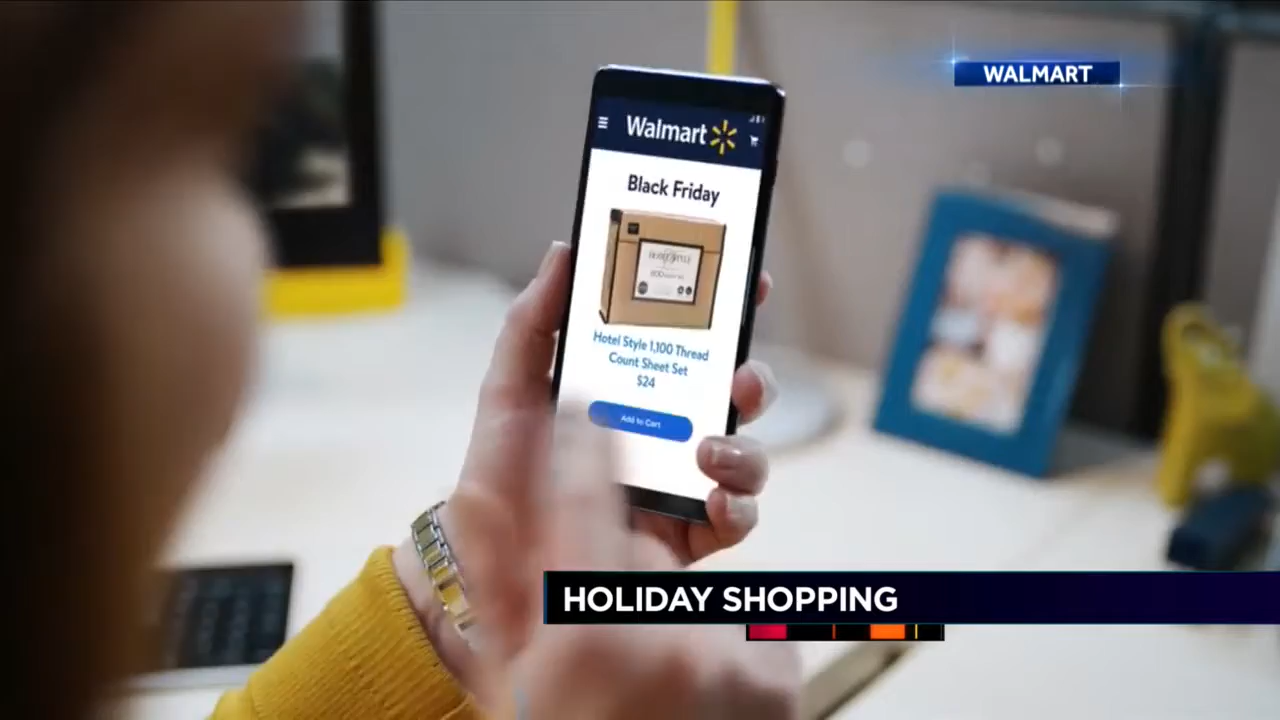 WALMART
Walmart
Black Friday
Hotel Style 1,100 Thread
Count Sheet Set
$24
Add to Cart
HOLIDAY SHOPPING